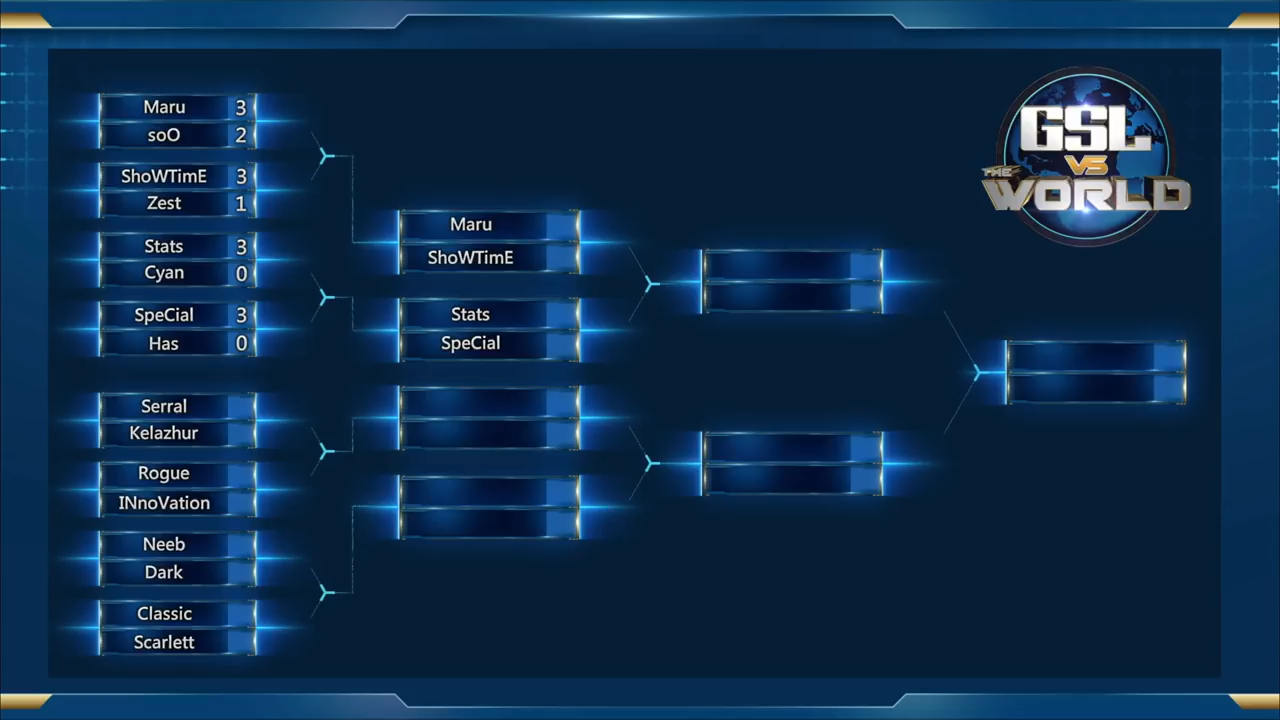 Maru 3
soO 2
ShoWTimE 3
Zest 1
Stats 3
Cyan 0
SpeCial 3
Has 0
Serral
Kelazhur
Rogue
INnoVation
Neeb
Dark
Classic
Scarlett
Maru
ShoWTimE
Stats
SpeCial
GSL
VS
THE
WORLD